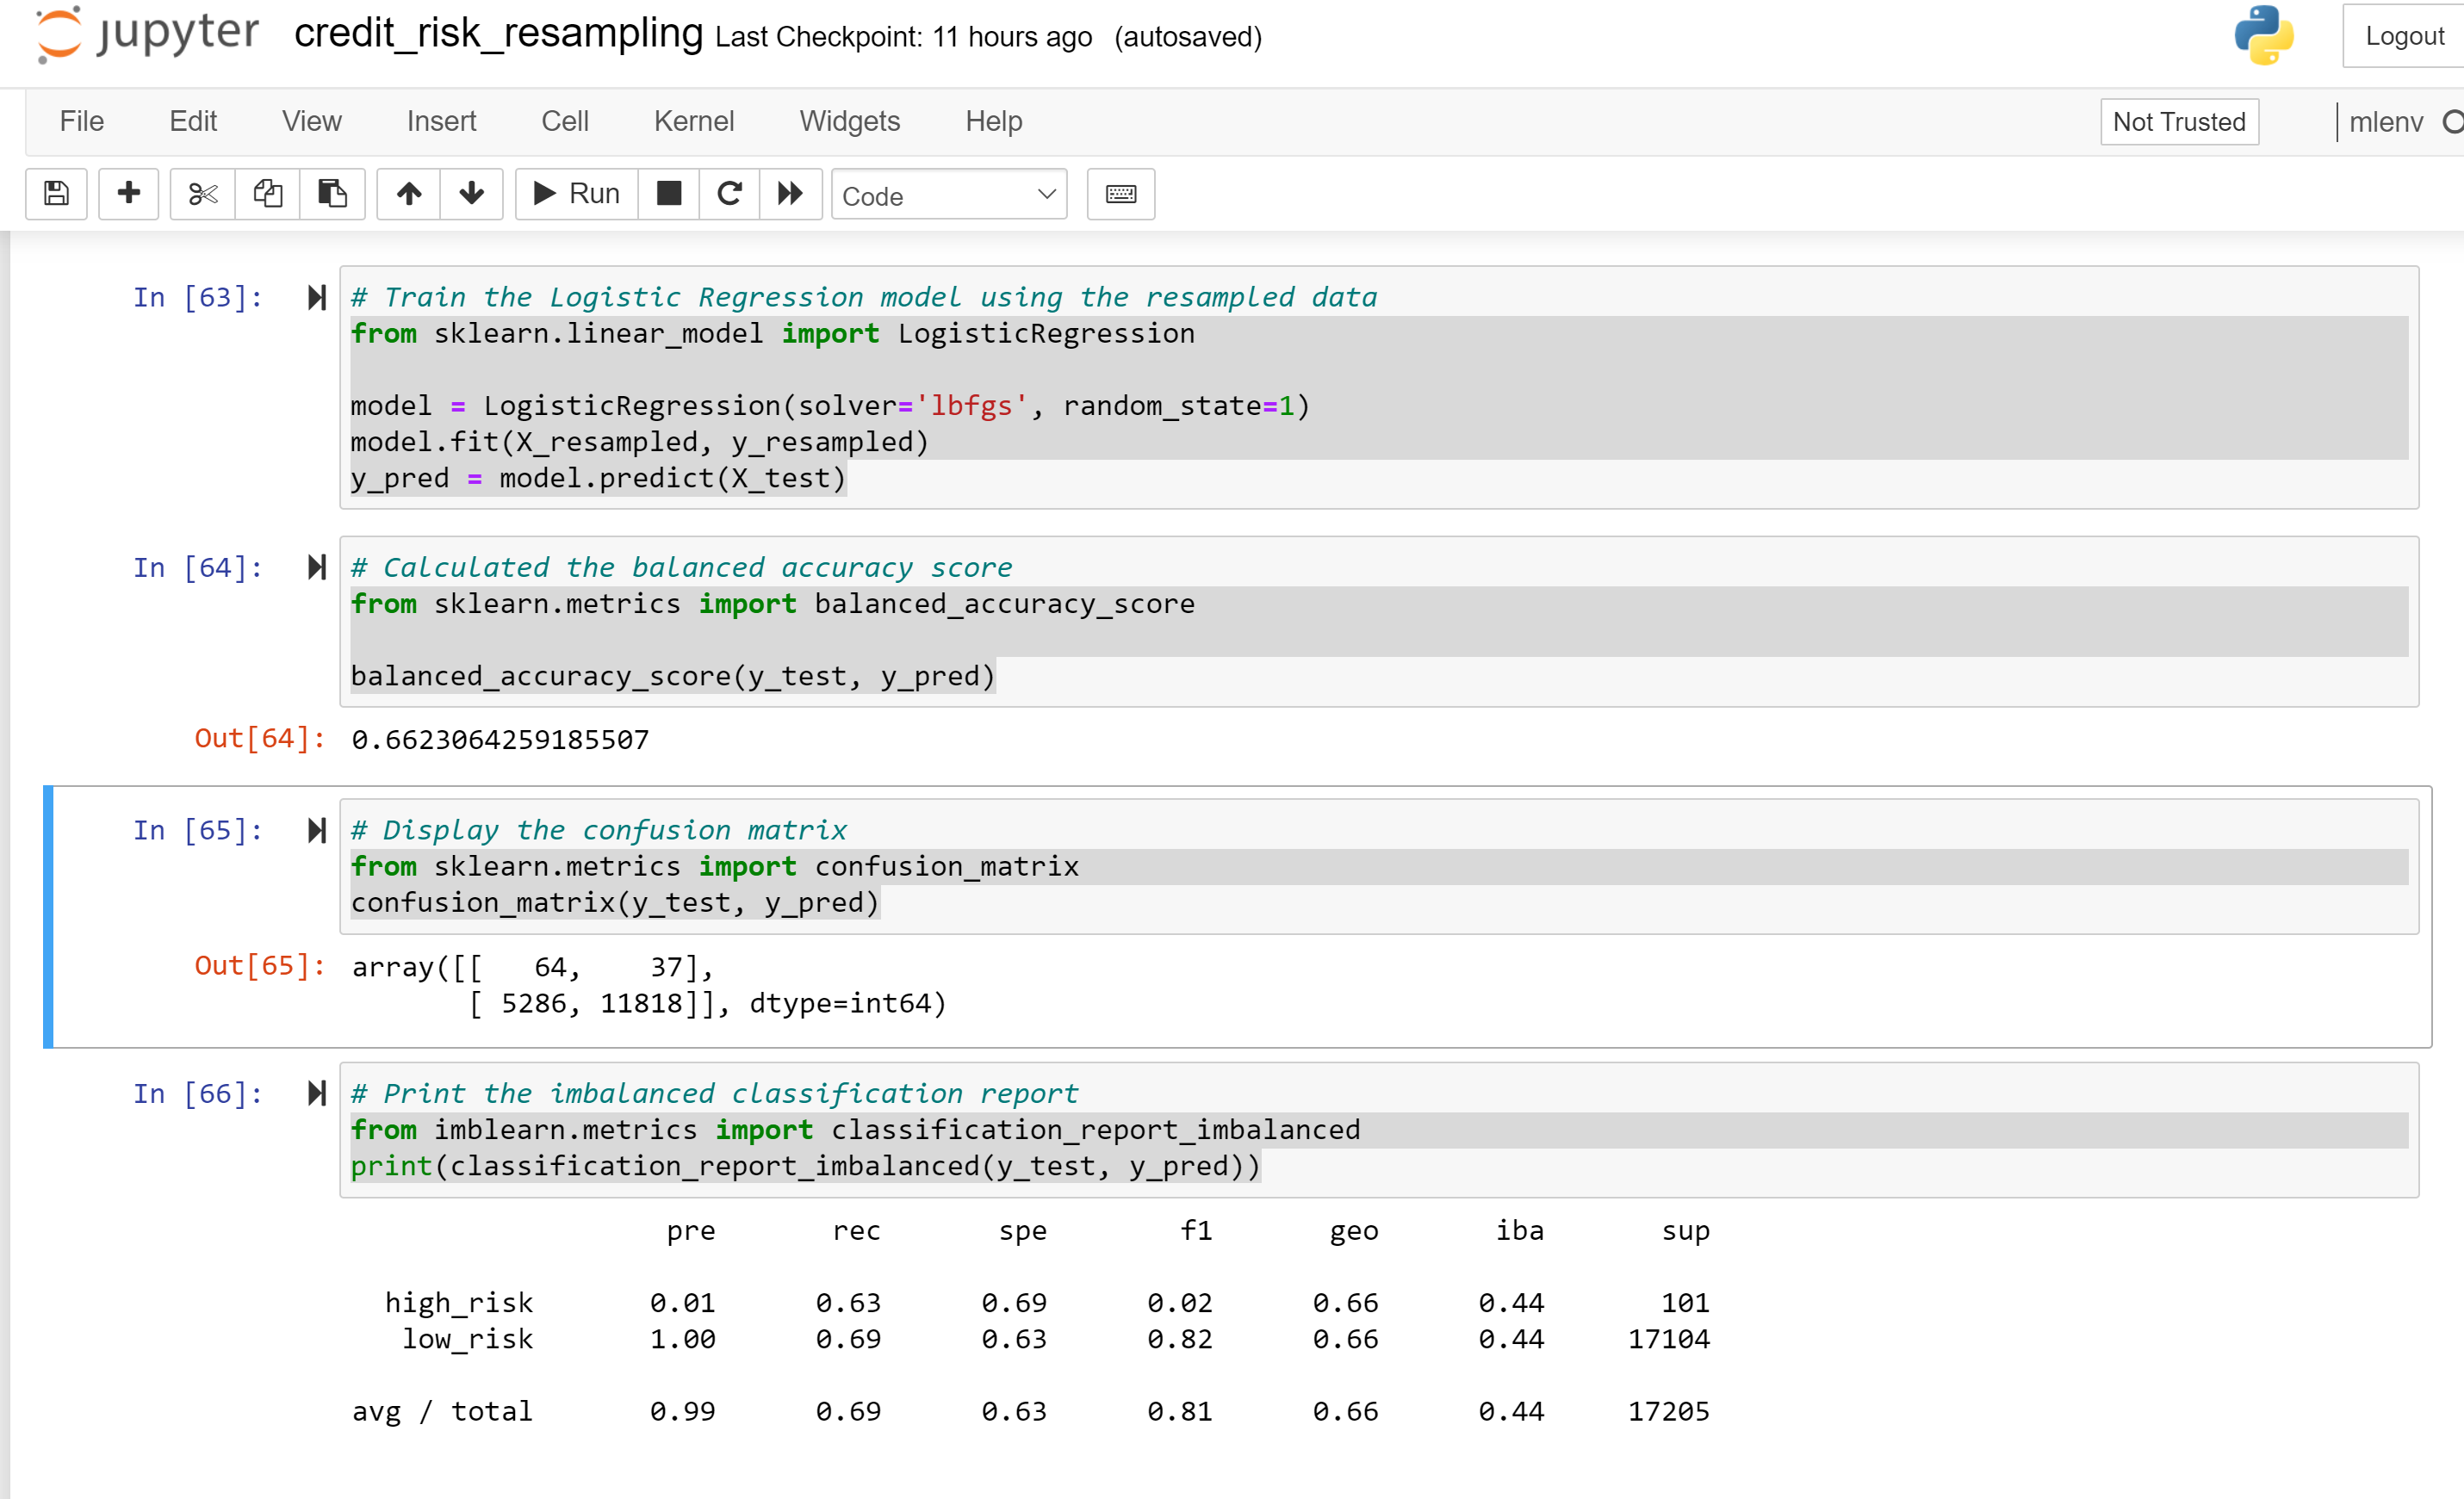 jupyter credit_risk_resampling Last Checkpoint: 11 hours ago (autosaved) Logout
File Edit View Insert Cell Kernel Widgets Help Not Trusted mlenv
Run Code
In [63]: # Train the Logistic Regression model using the resampled data
from sklearn.linear_model import LogisticRegression
model = LogisticRegression(solver='lbfgs', random_state=1)
model.fit(X_resampled, y_resampled)
y_pred = model.predict(X_test)
In [64]: # Calculated the balanced accuracy score
from sklearn.metrics import balanced_accuracy_score
balanced_accuracy_score(y_test, y_pred)
Out[64]: 0.6623064259185507
In [65]: # Display the confusion matrix
from sklearn.metrics import confusion_matrix
confusion_matrix(y_test, y_pred)
Out[65]: array([[ 64, 37],
[ 5286, 11818]], dtype=int64)
In [66]: # Print the imbalanced classification report
from imblearn.metrics import classification_report_imbalanced
print(classification_report_imbalanced(y_test, y_pred))
pre rec spe f1 geo iba sup
high_risk 0.01 0.63 0.69 0.02 0.66 0.44 101
low_risk 1.00 0.69 0.63 0.82 0.66 0.44 17104
avg / total 0.99 0.69 0.63 0.81 0.66 0.44 17205